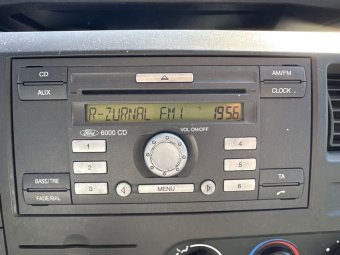 CD
AM/FM
AUX
CLOCK
R-ZURNAL FM1 1956
Ford 6000 CD
VOL ON/OFF
1
4
2
5
BASS/TRE
3
6
TA
MENU
FADE/BAL